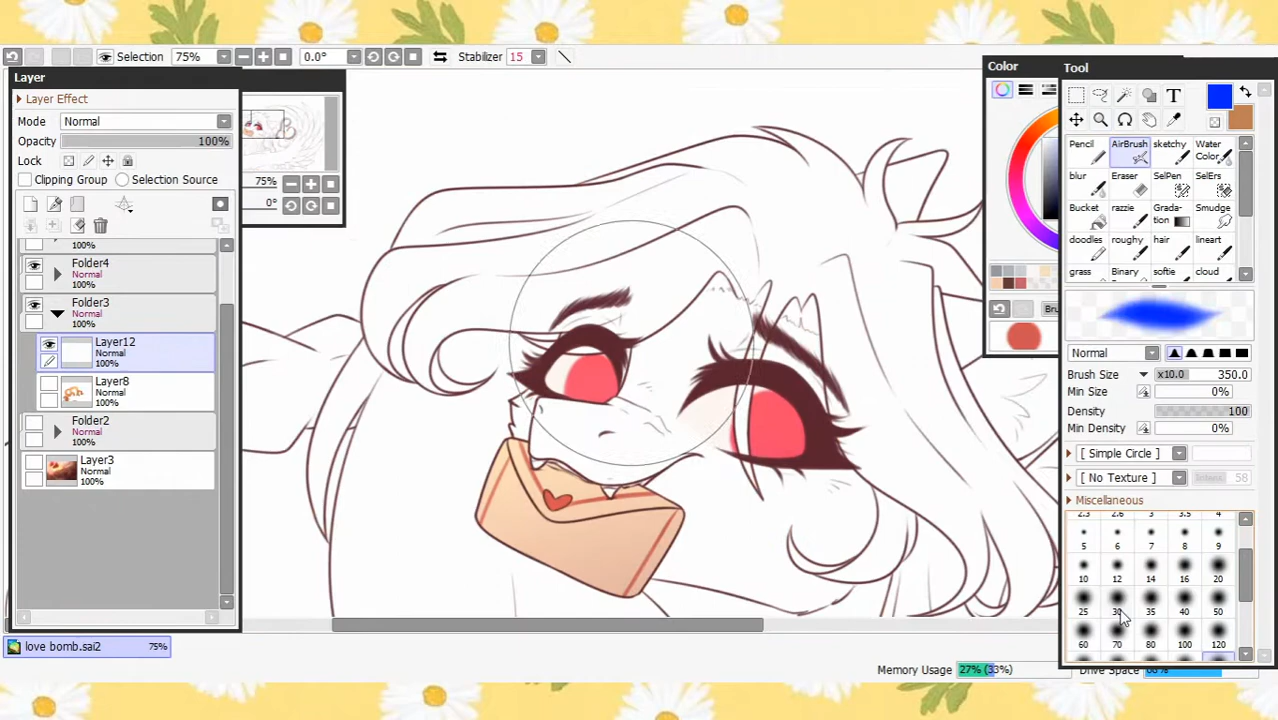 Selection 75% 0.0° Stabilizer 15
Layer
Layer Effect
Mode Normal
Opacity 100%
Lock
Clipping Group Selection Source
100%
Folder4
Normal
100%
Folder3
Normal
100%
Layer12
Normal
100%
Layer8
Normal
100%
Folder2
Normal
100%
Layer3
Normal
100%
75%
0°
Color
Tool
T
Pencil AirBrush sketchy Water Color
blur Eraser SelPen SelErs
Bucket razzie Gradation Smudge
doodles roughy hair lineart
grass Binary softie cloud
Normal
Brush Size x10.0 350.0
Min Size 0%
Density 100
Min Density 0%
[ Simple Circle ]
[ No Texture ] 58
Miscellaneous
2.3 2.6 3 3.5 4
5 6 7 8 9
10 12 14 16 20
25 30 35 40 50
60 70 80 100 120
love bomb.sai2 75%
Memory Usage 27% (33%) Drive Space